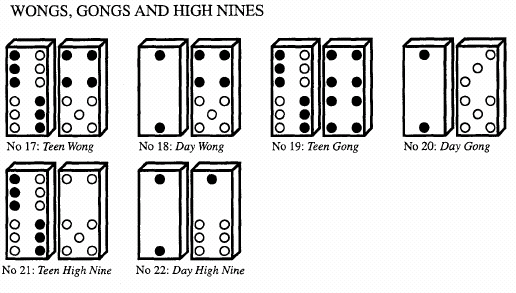 WONGS, GONGS AND HIGH NINES
No 17: Teen Wong
No 18: Day Wong
No 19: Teen Gong
No 20: Day Gong
No 21: Teen High Nine
No 22: Day High Nine